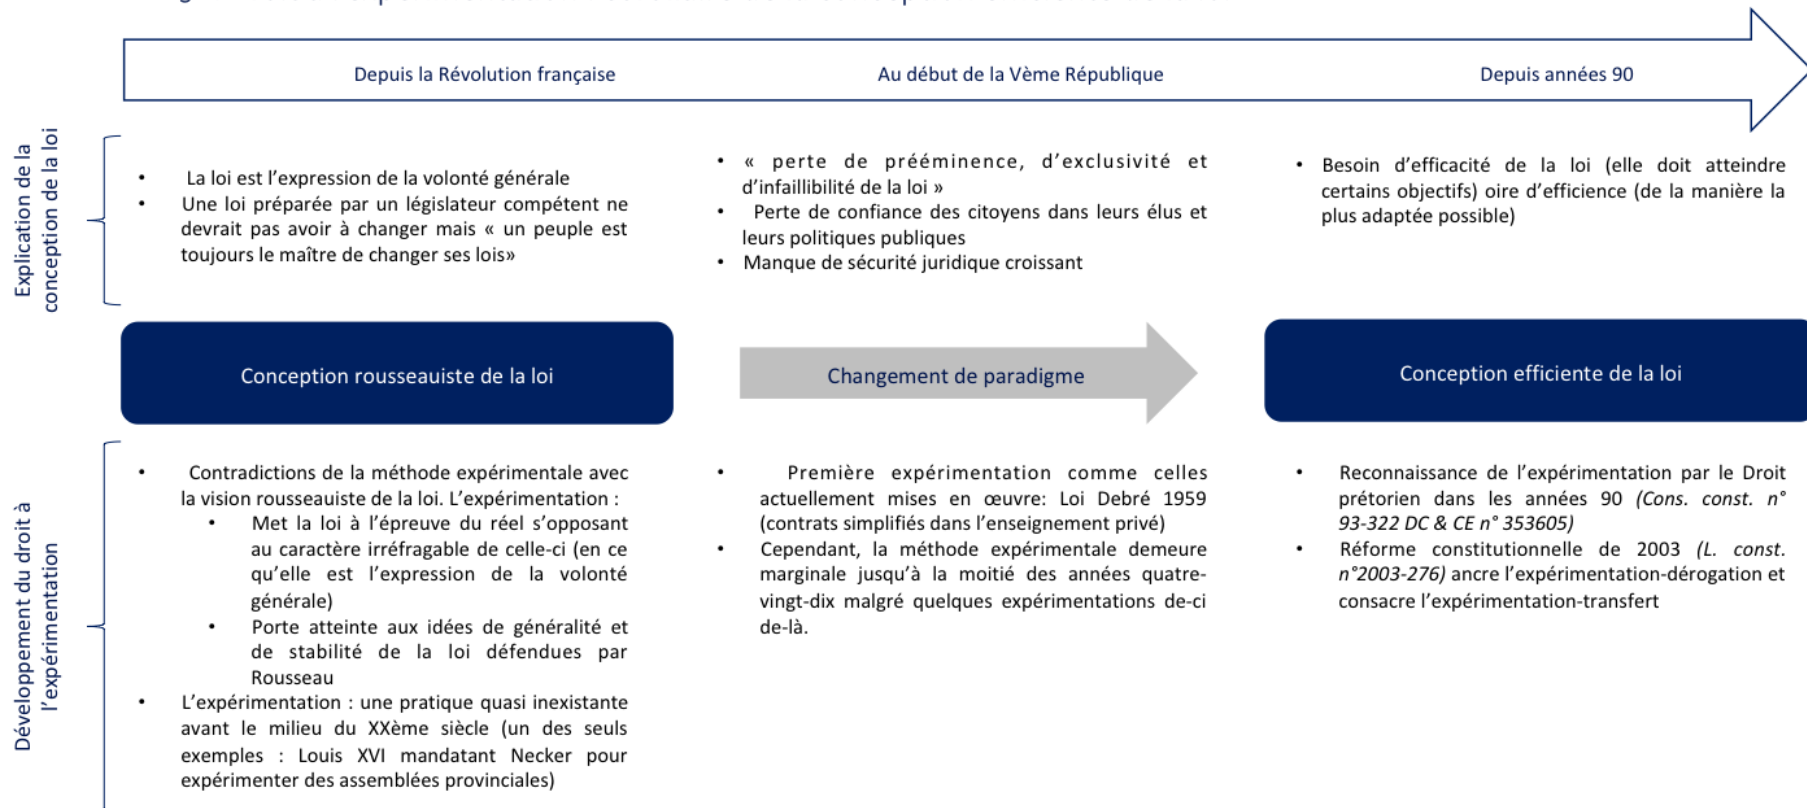 Depuis la Révolution française
Au début de la Vème République
Depuis années 90
Explication de la
conception de la loi
• La loi est l’expression de la volonté générale
• Une loi préparée par un législateur compétent ne
devrait pas avoir à changer mais « un peuple est
toujours le maître de changer ses lois»
• « perte de prééminence, d’exclusivité et
d’infaillibilité de la loi »
• Perte de confiance des citoyens dans leurs élus et
leurs politiques publiques
• Manque de sécurité juridique croissant
• Besoin d’efficacité de la loi (elle doit atteindre
certains objectifs) oire d’efficience (de la manière la
plus adaptée possible)
Conception rousseauiste de la loi
Changement de paradigme
Conception efficiente de la loi
Développement du droit à
l’expérimentation
• Contradictions de la méthode expérimentale avec
la vision rousseauiste de la loi. L’expérimentation :
• Met la loi à l’épreuve du réel s’opposant
au caractère irréfragable de celle-ci (en ce
qu’elle est l’expression de la volonté
générale)
• Porte atteinte aux idées de généralité et
de stabilité de la loi défendues par
Rousseau
• L’expérimentation : une pratique quasi inexistante
avant le milieu du XXème siècle (un des seuls
exemples : Louis XVI mandatant Necker pour
expérimenter des assemblées provinciales)
• Première expérimentation comme celles
actuellement mises en œuvre: Loi Debré 1959
(contrats simplifiés dans l’enseignement privé)
• Cependant, la méthode expérimentale demeure
marginale jusqu’à la moitié des années quatre-
vingt-dix malgré quelques expérimentations de-ci
de-là.
• Reconnaissance de l’expérimentation par le Droit
prétorien dans les années 90 (Cons. const. n°
93-322 DC & CE n° 353605)
• Réforme constitutionnelle de 2003 (L. const.
n°2003-276) ancre l’expérimentation-dérogation et
consacre l’expérimentation-transfert